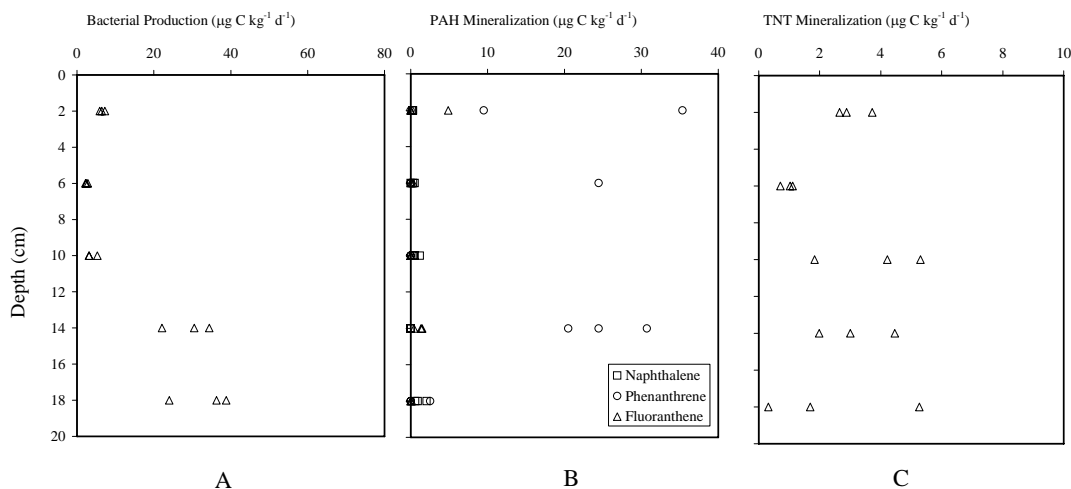 Bacterial Production (µg C kg-1 d-1)
PAH Mineralization (µg C kg-1 d-1)
TNT Mineralization (µg C kg-1 d-1)
0 20 40 60 80
0 10 20 30 40
0 2 4 6 8 10
0
2
4
6
8
10
12
14
16
18
20
Depth (cm)
Naphthalene
Phenanthrene
Fluoranthene
A
B
C